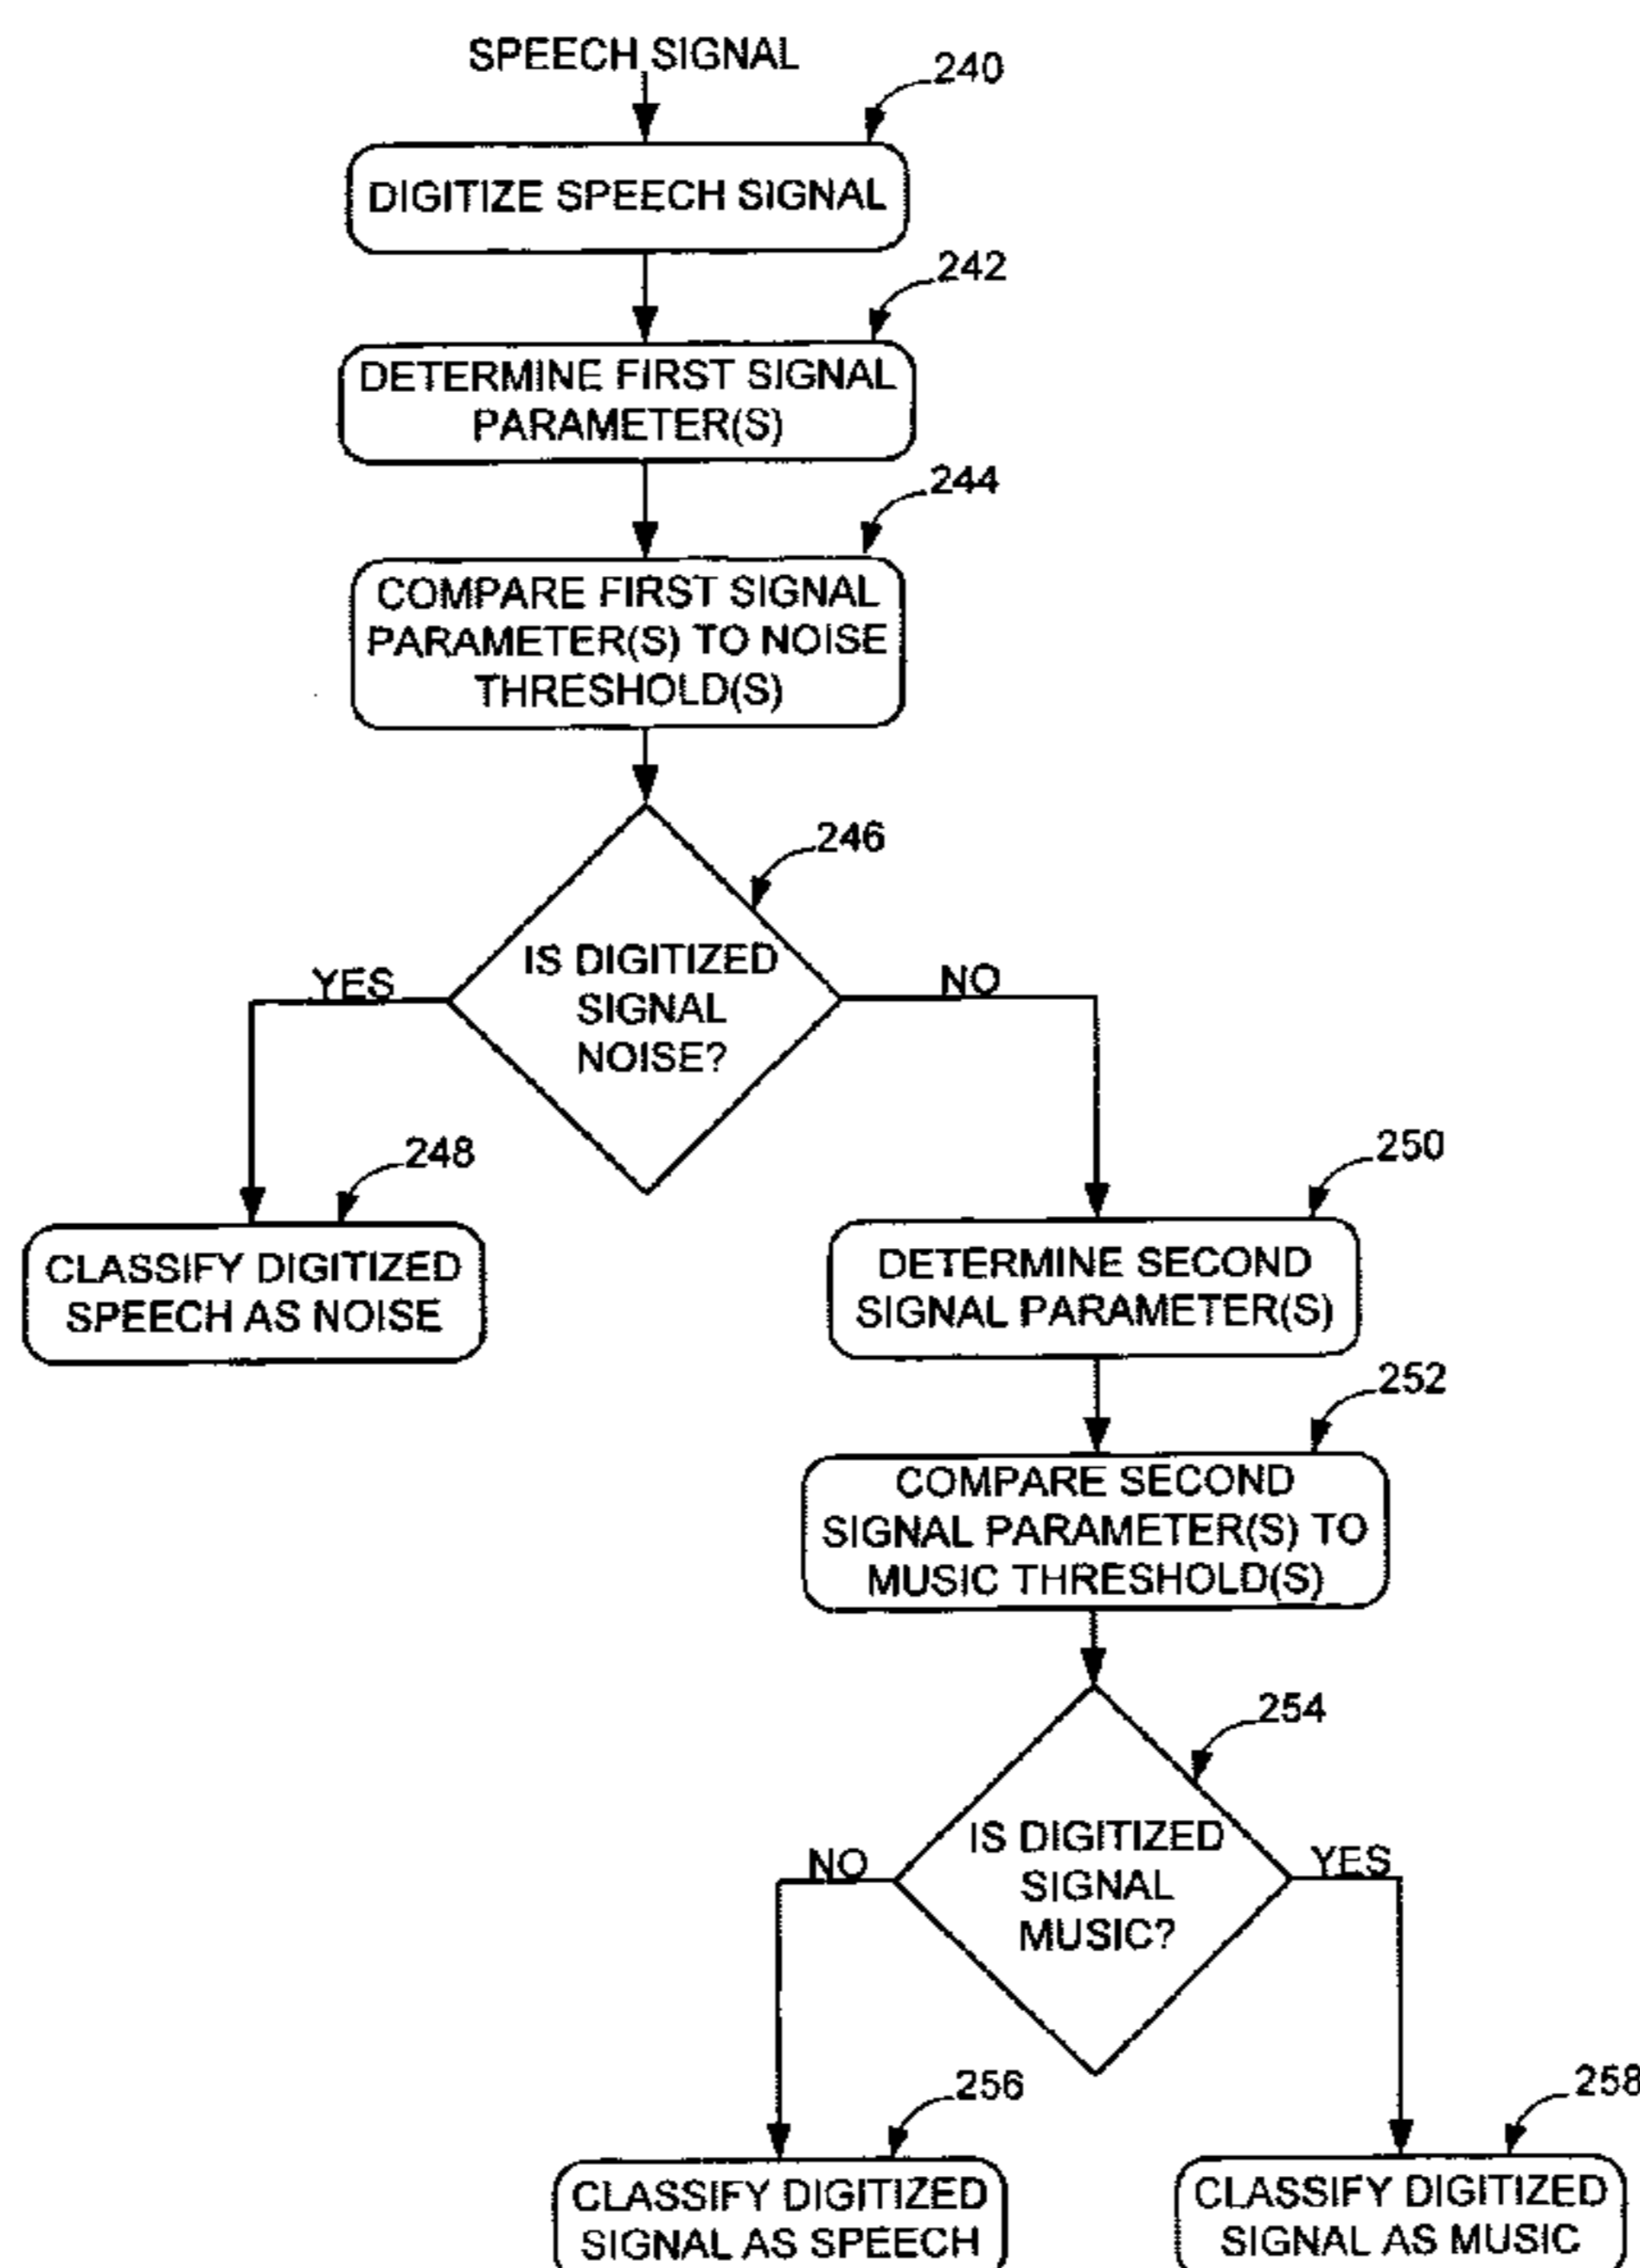 SPEECH SIGNAL
240
DIGITIZE SPEECH SIGNAL
242
DETERMINE FIRST SIGNAL
PARAMETER(S)
244
COMPARE FIRST SIGNAL
PARAMETER(S) TO NOISE
THRESHOLD(S)
246
IS DIGITIZED
SIGNAL
NOISE?
YES
NO
248
CLASSIFY DIGITIZED
SPEECH AS NOISE
250
DETERMINE SECOND
SIGNAL PARAMETER(S)
252
COMPARE SECOND
SIGNAL PARAMETER(S) TO
MUSIC THRESHOLD(S)
254
IS DIGITIZED
SIGNAL
MUSIC?
NO
YES
256
CLASSIFY DIGITIZED
SIGNAL AS SPEECH
258
CLASSIFY DIGITIZED
SIGNAL AS MUSIC